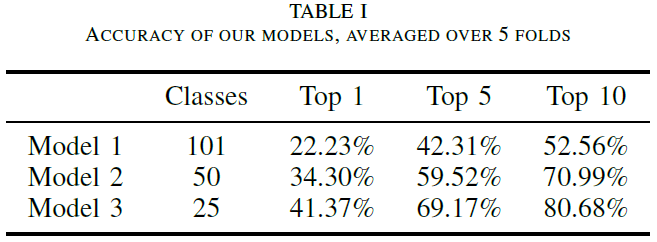 TABLE I
ACCURACY OF OUR MODELS, AVERAGED OVER 5 FOLDS
Classes Top 1 Top 5 Top 10
Model 1 101 22.23% 42.31% 52.56%
Model 2 50 34.30% 59.52% 70.99%
Model 3 25 41.37% 69.17% 80.68%